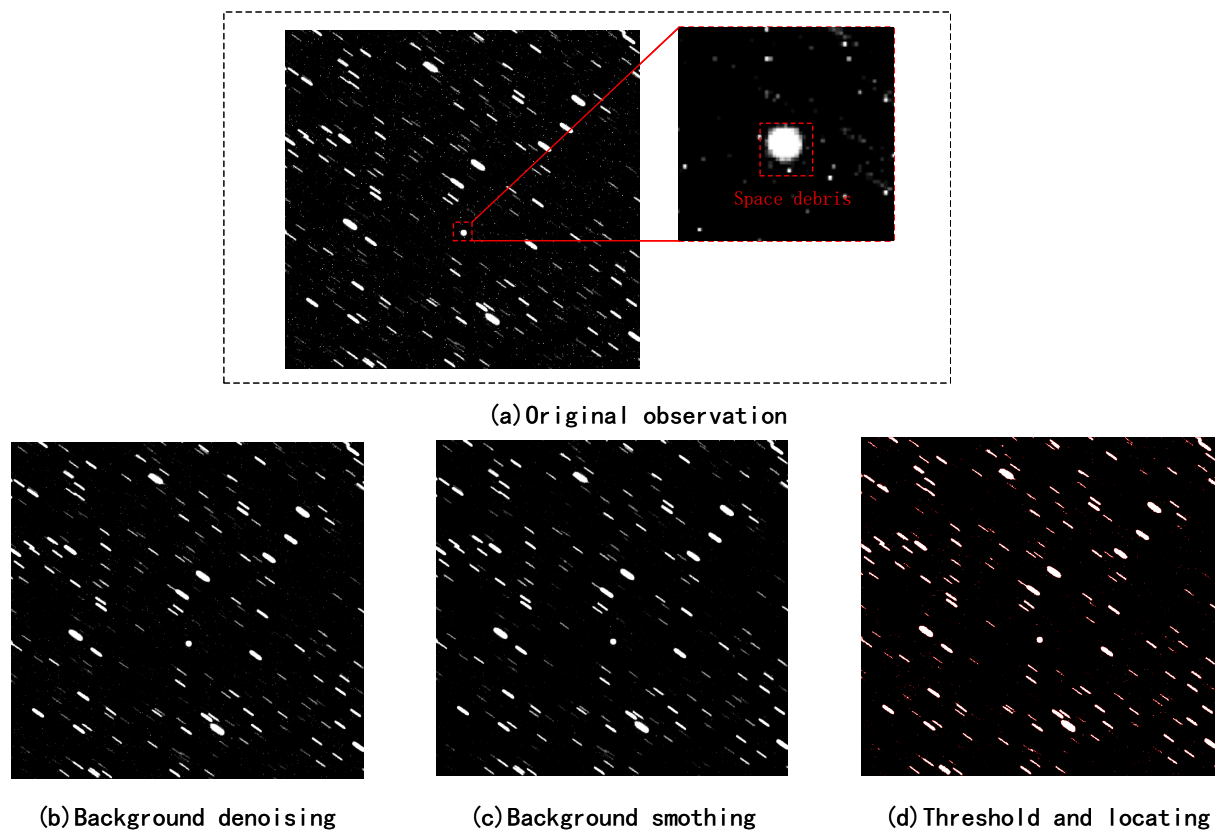 Space debris
(a)Original observation
(b)Background denoising
(c)Background smothing
(d)Threshold and locating